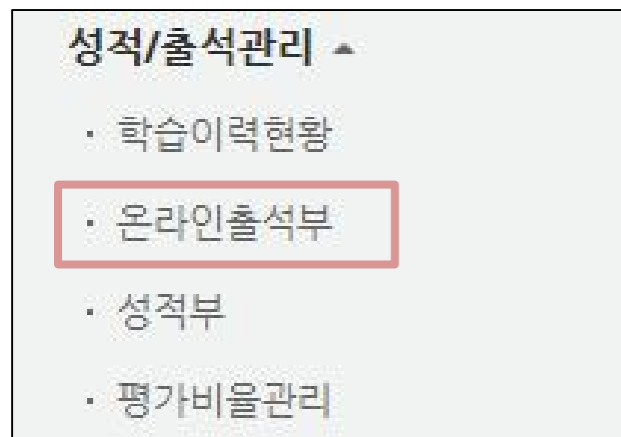 성적/출석관리 ▲
· 학습이력현황
· 온라인출석부
· 성적부
· 평가비율관리